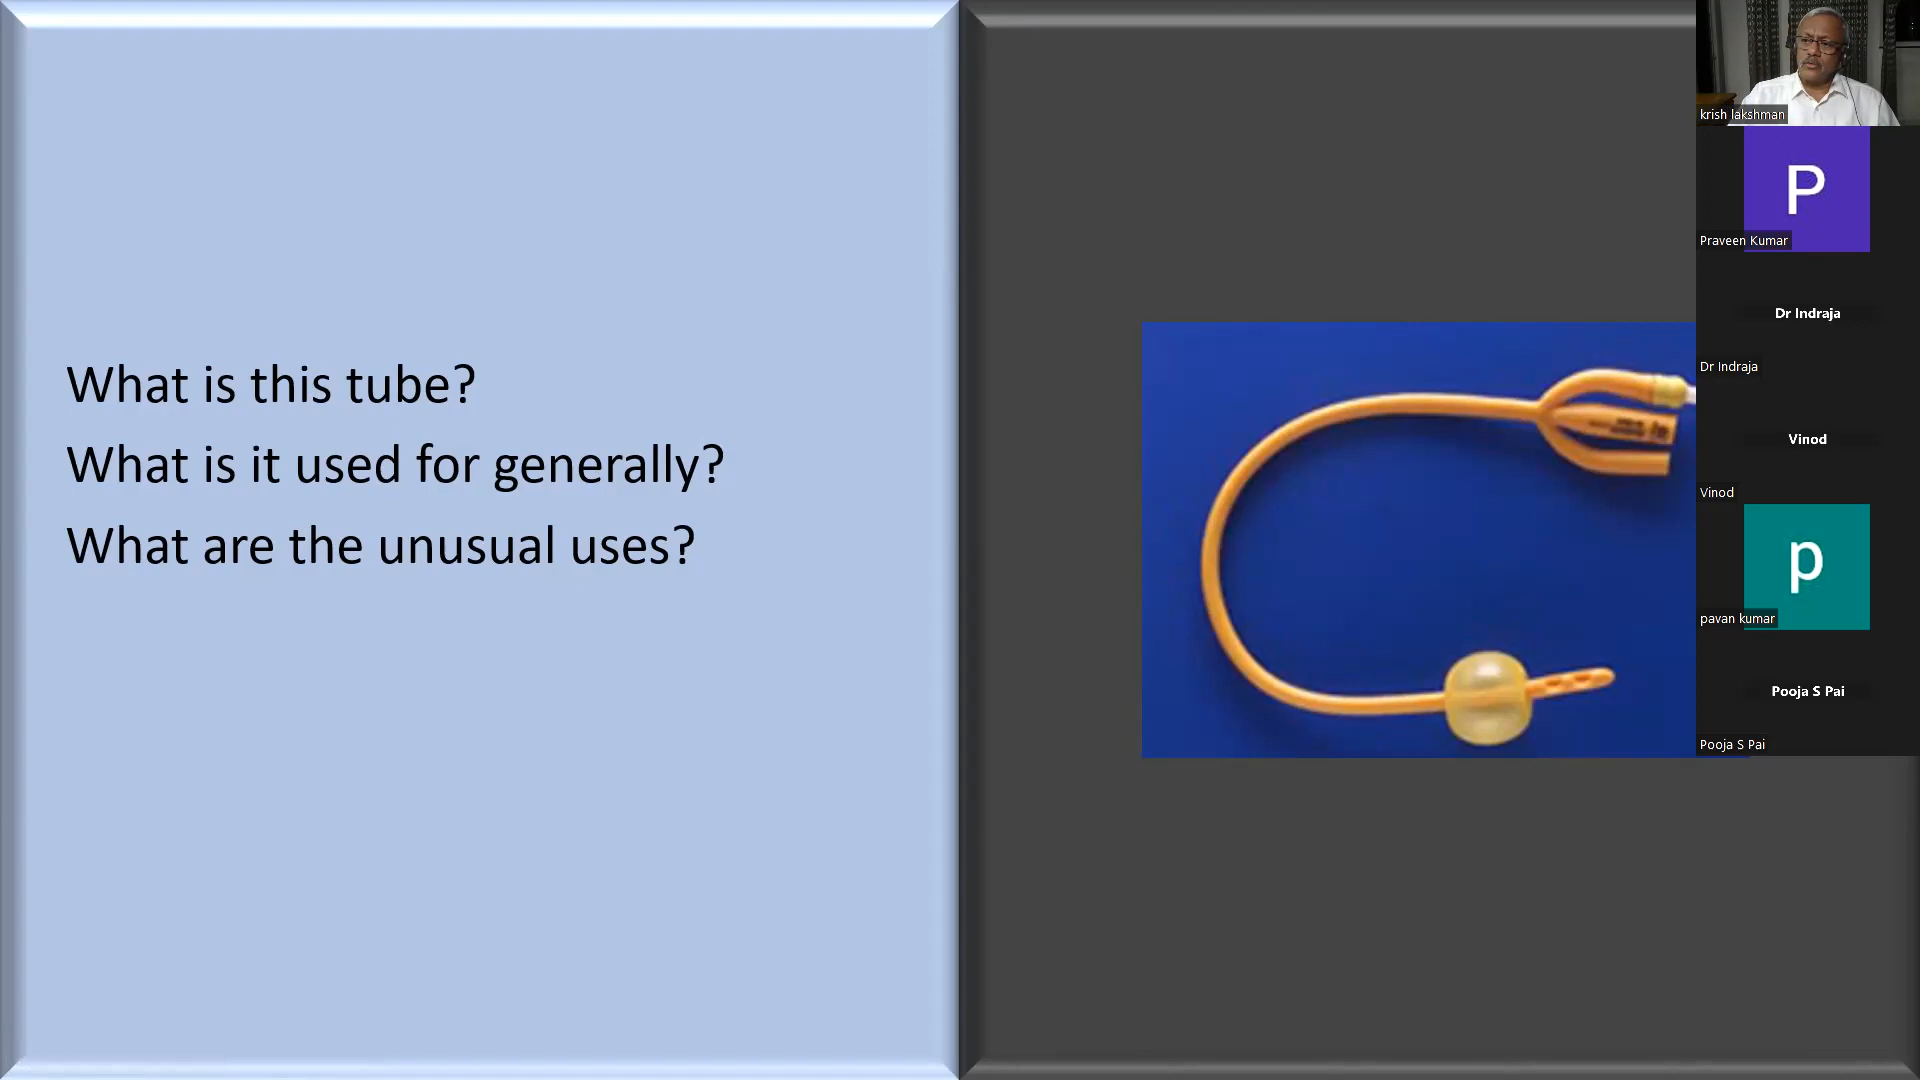 What is this tube?
What is it used for generally?
What are the unusual uses?
krish lakshman
P
Praveen Kumar
Dr Indraja
Dr Indraja
Vinod
Vinod
p
pavan kumar
Pooja S Pai
Pooja S Pai